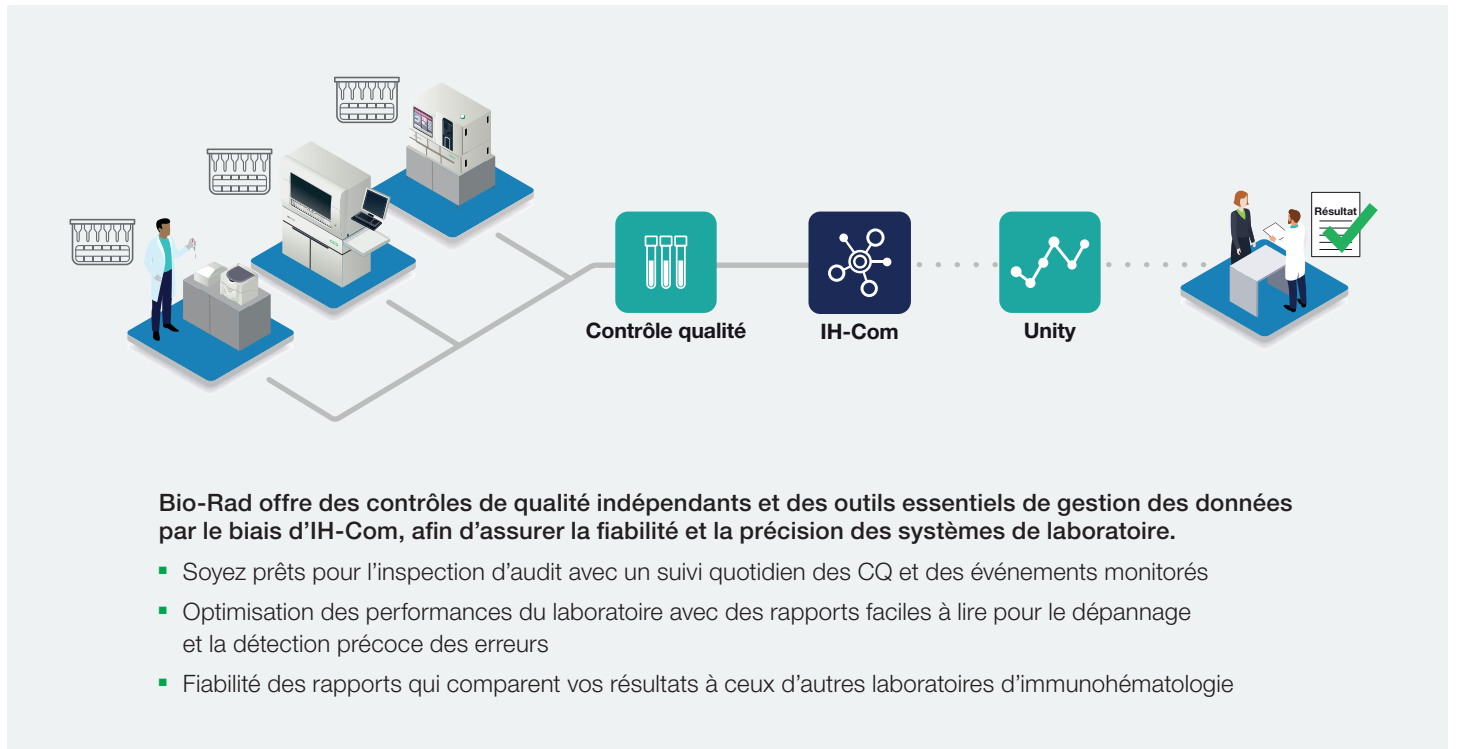 Résultat
Contrôle qualité
IH-Com
Unity
Bio-Rad offre des contrôles de qualité indépendants et des outils essentiels de gestion des données
par le biais d’IH-Com, afin d’assurer la fiabilité et la précision des systèmes de laboratoire.
▪ Soyez prêts pour l’inspection d’audit avec un suivi quotidien des CQ et des événements monitorés
▪ Optimisation des performances du laboratoire avec des rapports faciles à lire pour le dépannage
et la détection précoce des erreurs
▪ Fiabilité des rapports qui comparent vos résultats à ceux d’autres laboratoires d’immunohématologie